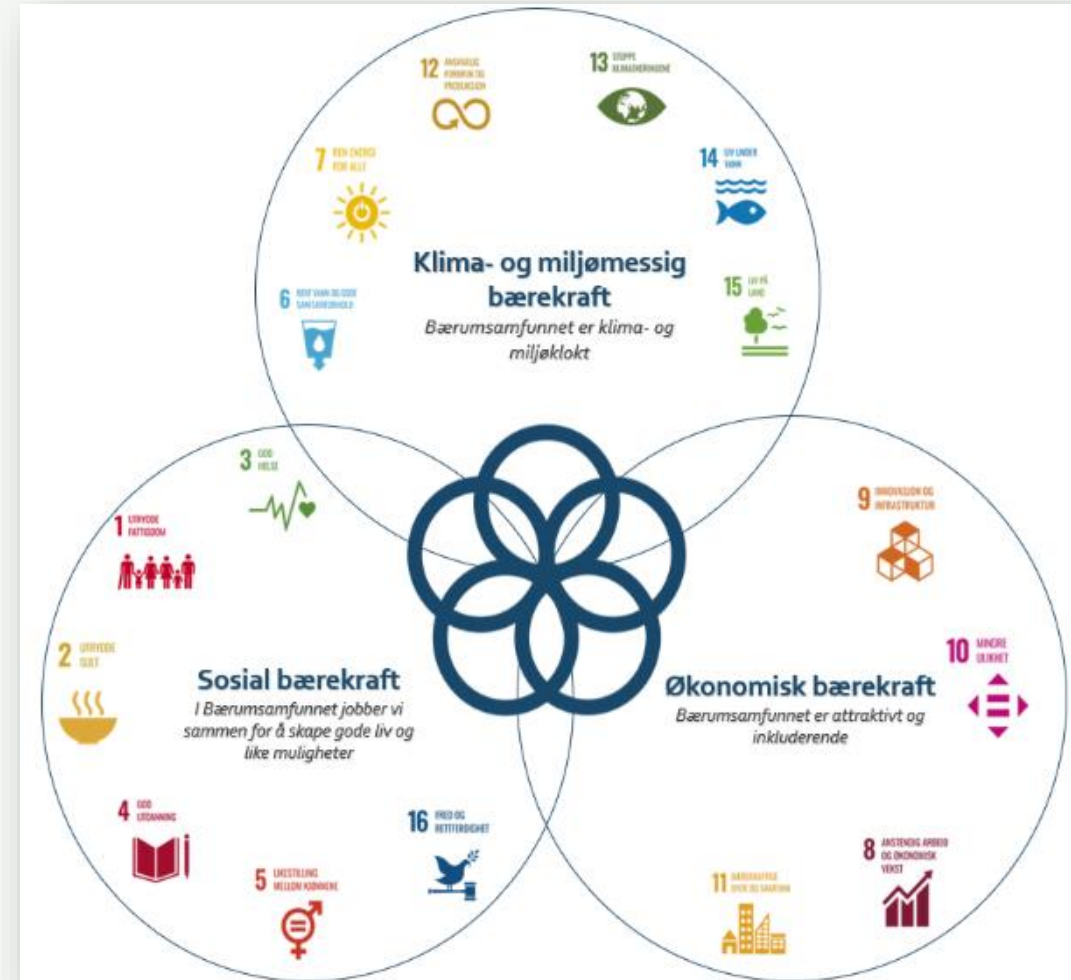 12 ANSVARLIG
FORBRUK OG
PRODUKSJON
13 STOPPE
KLIMAENDRINGENE
7 REN ENERGI
FOR ALLE
14 LIV UNDER
VANN
Klima- og miljømessig
bærekraft
Bærumsamfunnet er klima- og
miljøklokt
6 RENT VANN OG GODE
SANITÆRFORHOLD
15 LIV PÅ
LAND
3 GOD
HELSE
1 UTRYDDE
FATTIGDOM
9 INNOVASJON OG
INFRASTRUKTUR
2 UTRYDDE
SULT
10 MINDRE
ULIKHET
Sosial bærekraft
I Bærumsamfunnet jobber vi
sammen for å skape gode liv og
like muligheter
Økonomisk bærekraft
Bærumsamfunnet er attraktivt og
inkluderende
4 GOD
UTDANNING
16 FRED OG
RETTFERDIGHET
5 LIKESTILLING
MELLOM KJØNNENE
8 ANSTENDIG ARBEID
OG ØKONOMISK
VEKST
11 BÆREKRAFTIGE
BYER OG SAMFUNN